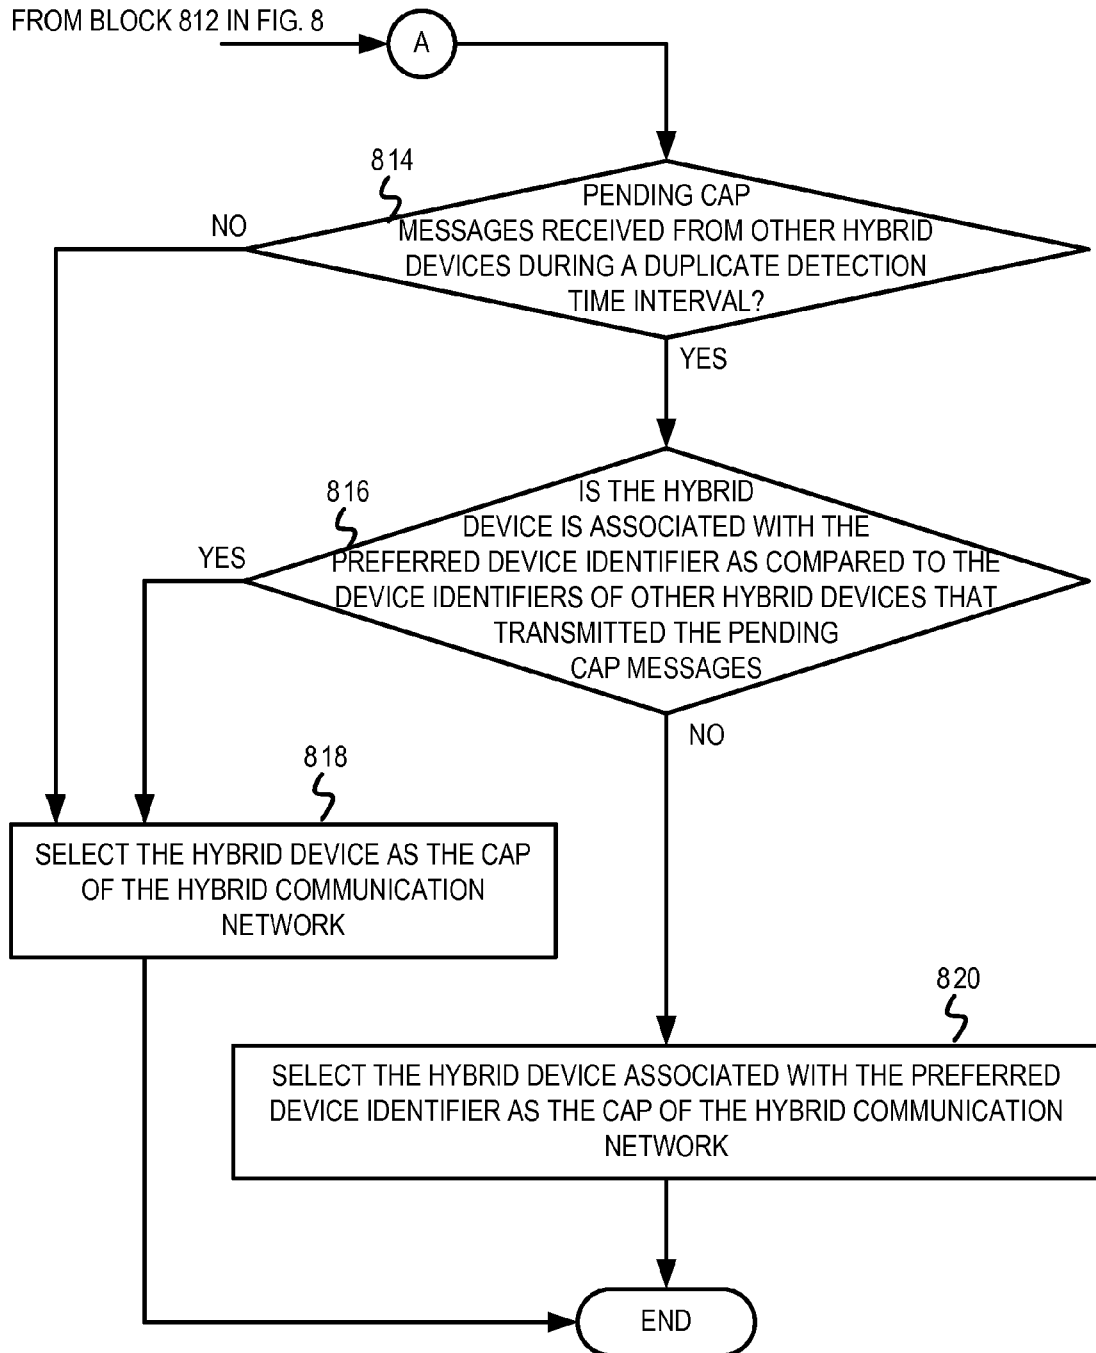 FROM BLOCK 812 IN FIG. 8
A
814
PENDING CAP
MESSAGES RECEIVED FROM OTHER HYBRID
DEVICES DURING A DUPLICATE DETECTION
TIME INTERVAL?
NO
YES
816
IS THE HYBRID
DEVICE IS ASSOCIATED WITH THE
PREFERRED DEVICE IDENTIFIER AS COMPARED TO THE
DEVICE IDENTIFIERS OF OTHER HYBRID DEVICES THAT
TRANSMITTED THE PENDING
CAP MESSAGES
YES
NO
818
SELECT THE HYBRID DEVICE AS THE CAP
OF THE HYBRID COMMUNICATION
NETWORK
820
SELECT THE HYBRID DEVICE ASSOCIATED WITH THE PREFERRED
DEVICE IDENTIFIER AS THE CAP OF THE HYBRID COMMUNICATION
NETWORK
END